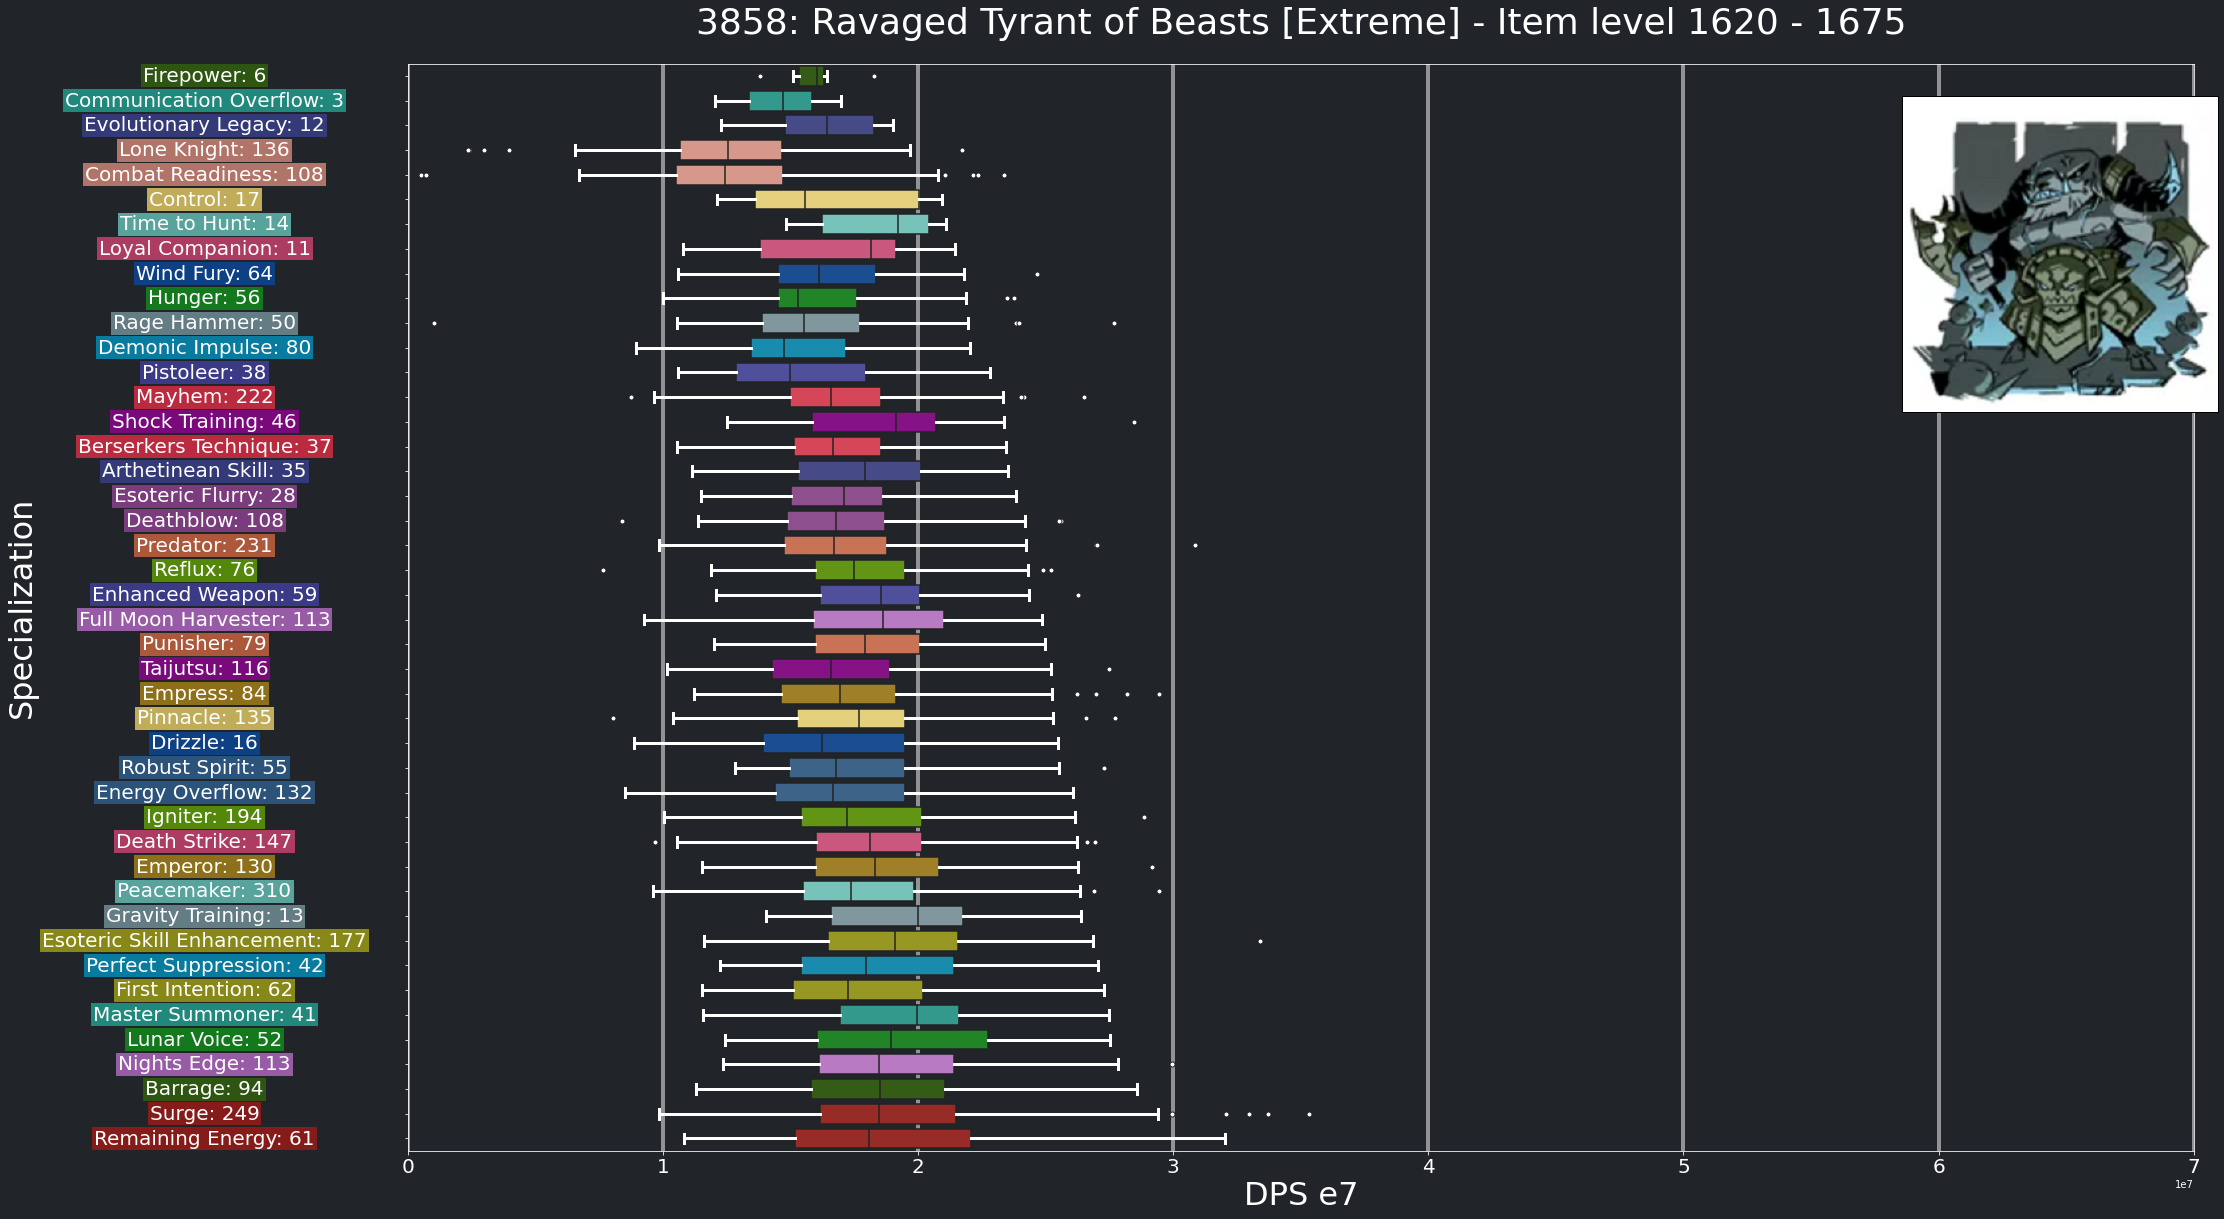 3858: Ravaged Tyrant of Beasts [Extreme] - Item level 1620 - 1675
Specialization
Firepower: 6
Communication Overflow: 3
Evolutionary Legacy: 12
Lone Knight: 136
Combat Readiness: 108
Control: 17
Time to Hunt: 14
Loyal Companion: 11
Wind Fury: 64
Hunger: 56
Rage Hammer: 50
Demonic Impulse: 80
Pistoleer: 38
Mayhem: 222
Shock Training: 46
Berserkers Technique: 37
Arthetinean Skill: 35
Esoteric Flurry: 28
Deathblow: 108
Predator: 231
Reflux: 76
Enhanced Weapon: 59
Full Moon Harvester: 113
Punisher: 79
Taijutsu: 116
Empress: 84
Pinnacle: 135
Drizzle: 16
Robust Spirit: 55
Energy Overflow: 132
Igniter: 194
Death Strike: 147
Emperor: 130
Peacemaker: 310
Gravity Training: 13
Esoteric Skill Enhancement: 177
Perfect Suppression: 42
First Intention: 62
Master Summoner: 41
Lunar Voice: 52
Nights Edge: 113
Barrage: 94
Surge: 249
Remaining Energy: 61
0 1 2 3 4 5 6 7
1e7
DPS e7